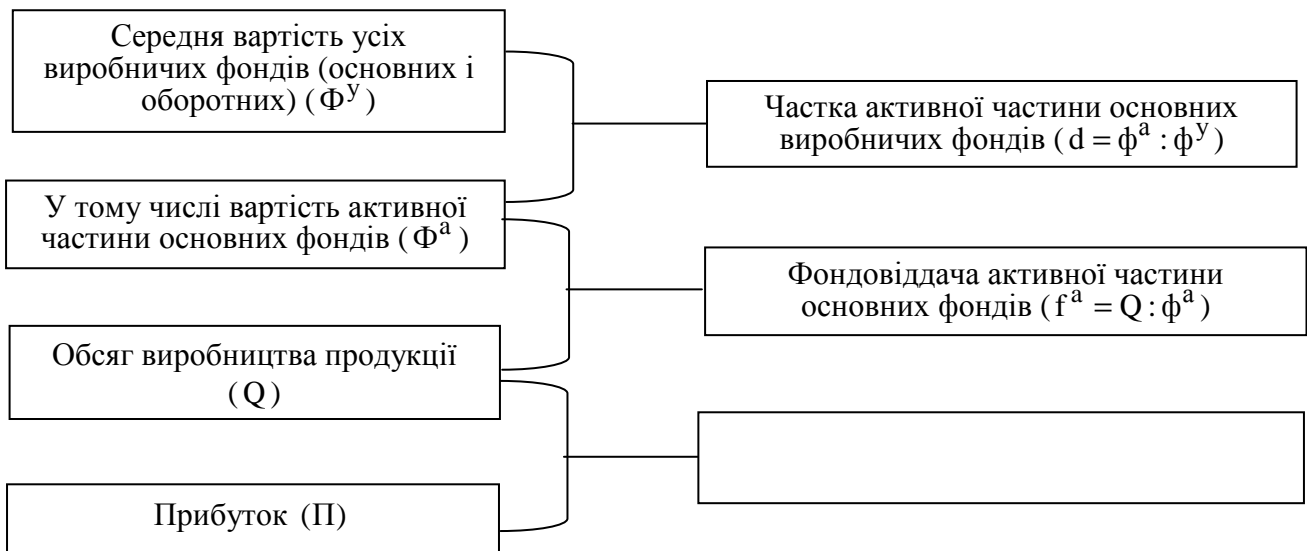 Середня вартість усіх
виробничих фондів (основних і
оборотних) (Ф^у)
Частка активної частини основних
виробничих фондів (d = ф^а : ф^у)
У тому числі вартість активної
частини основних фондів (Ф^а)
Фондовіддача активної частини
основних фондів (f^а = Q : ф^а)
Обсяг виробництва продукції
(Q)
Прибуток (П)